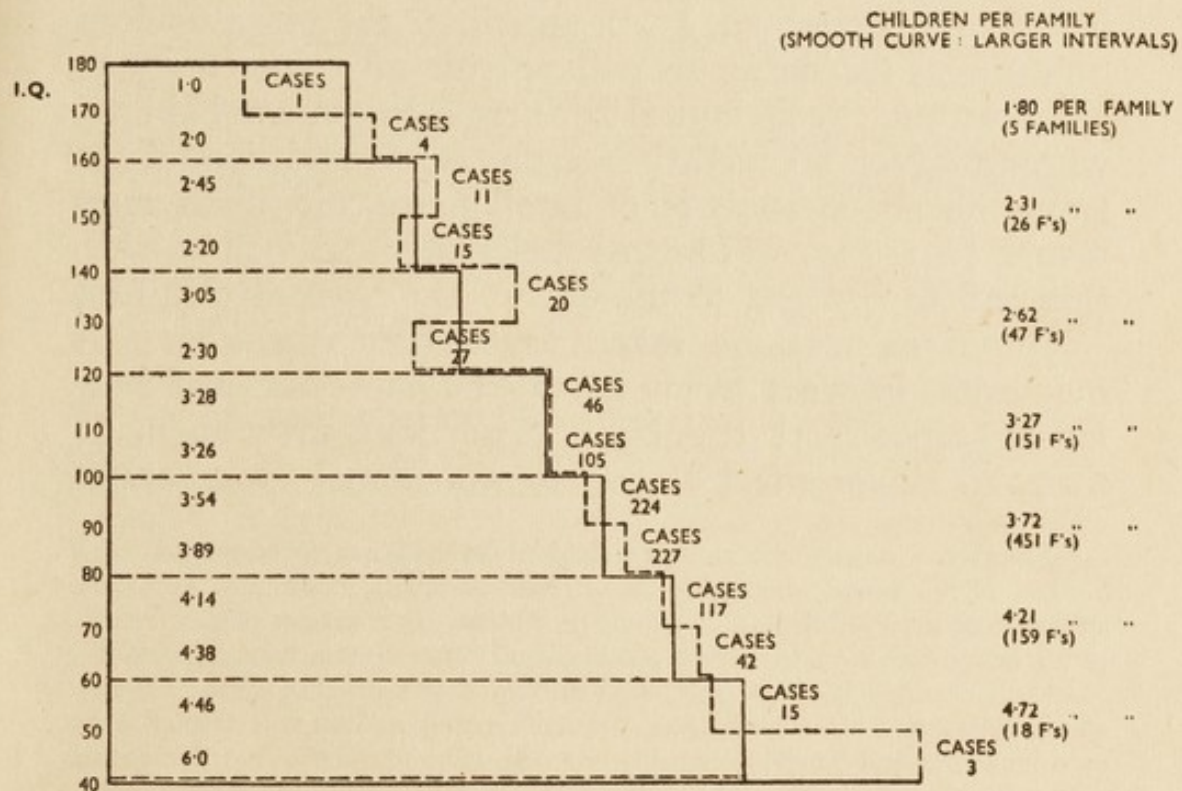 CHILDREN PER FAMILY
(SMOOTH CURVE : LARGER INTERVALS)
180
I.Q.
1·0
CASES
1
170
1·80 PER FAMILY
(5 FAMILIES)
2·0
CASES
4
160
2·45
CASES
11
150
2·31 ,, ,,
(26 F's)
2·20
CASES
15
140
3·05
CASES
20
130
2·62 ,, ,,
(47 F's)
2·30
CASES
27
120
3·28
CASES
46
110
3·27 ,, ,,
(151 F's)
3·26
CASES
105
100
3·54
CASES
224
90
3·72 ,, ,,
(451 F's)
3·89
CASES
227
80
4·14
CASES
117
70
4·21 ,, ,,
(159 F's)
4·38
CASES
42
60
4·46
CASES
15
50
4·72 ,, ,,
(18 F's)
6·0
CASES
3
40